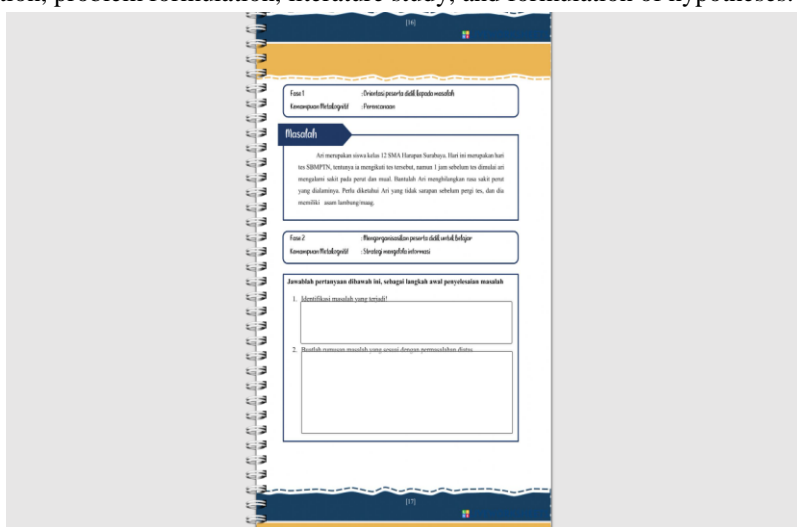 tion, problem formulation, literature study, and formulation of hypotheses.
[16]
Fase 1 : Orientasi peserta didik kepada masalah
Kemampuan Metakognitif : Perencanaan
Masalah
Ari merupakan siswa kelas 12 SMA Harapan Surabaya. Hari ini merupakan hari
tes SBMPTN, tentunya ia mengikuti tes tersebut, namun 1 jam sebelum tes dimulai ari
mengalami sakit pada perut dan mual. Bantulah Ari menghilangkan rasa sakit perut
yang dialaminya. Perlu diketahui Ari yang tidak sarapan sebelum pergi tes, dan dia
memiliki asam lambung/maag.
Fase 2 : Mengorganisasikan peserta didik untuk belajar
Kemampuan Metakognitif : Strategi mengelola informasi
Jawablah pertanyaan dibawah ini, sebagai langkah awal penyelesaian masalah
1. Identifikasi masalah yang terjadi!
2. Buatlah rumusan masalah yang sesuai dengan permasalahan diatas
[17]